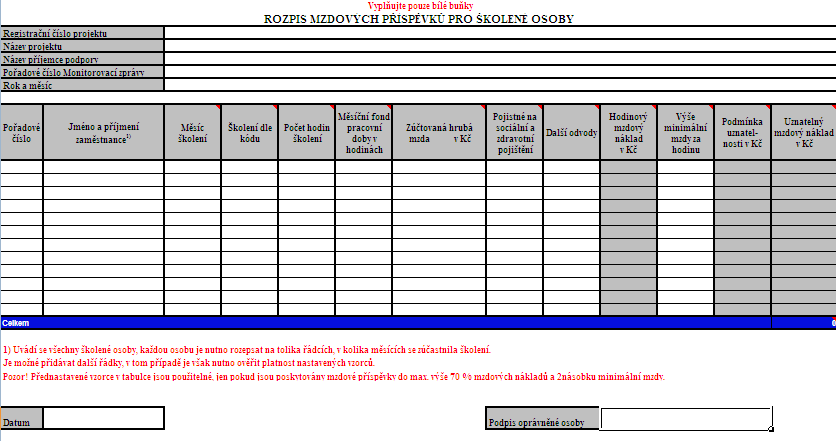 Vyplňujte pouze bílé buňky
ROZPIS MZDOVÝCH PŘÍSPĚVKŮ PRO ŠKOLENÉ OSOBY
Registrační číslo projektu
Název projektu
Název příjemce podpory
Pořadové číslo Monitorovací zprávy
Rok a měsíc
Pořadové číslo
Jméno a příjmení zaměstnance1)
Měsíc školení
Školení dle kódu
Počet hodin školení
Měsíční fond pracovní doby v hodinách
Zúčtovaná hrubá mzda v Kč
Pojistné na sociální a zdravotní pojištění
Další odvody
Hodinový mzdový náklad v Kč
Výše minimální mzdy za hodinu
Podmínka uznatel-nosti v Kč
Uznatelný mzdový náklad v Kč
Celkem 0
1) Uvádí se všechny školené osoby, každou osobu je nutno rozepsat na tolika řádcích, v kolika měsících se zúčastnila školení.
Je možné přidávat další řádky, v tom případě je však nutno ověřit platnost nastavených vzorců.
Pozor! Přednastavené vzorce v tabulce jsou použitelné, jen pokud jsou poskytovány mzdové příspěvky do max. výše 70 % mzdových nákladů a 2násobku minimální mzdy.
Datum
Podpis oprávněné osoby